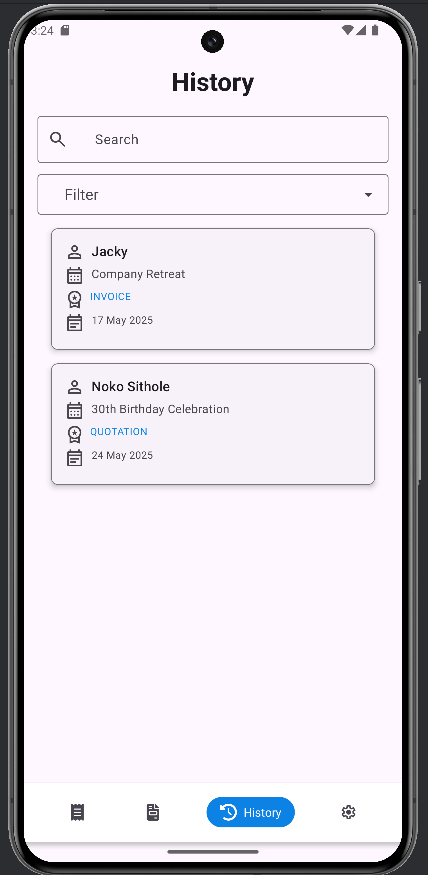 3:24
History
Search
Filter
Jacky
Company Retreat
INVOICE
17 May 2025
Noko Sithole
30th Birthday Celebration
QUOTATION
24 May 2025
History